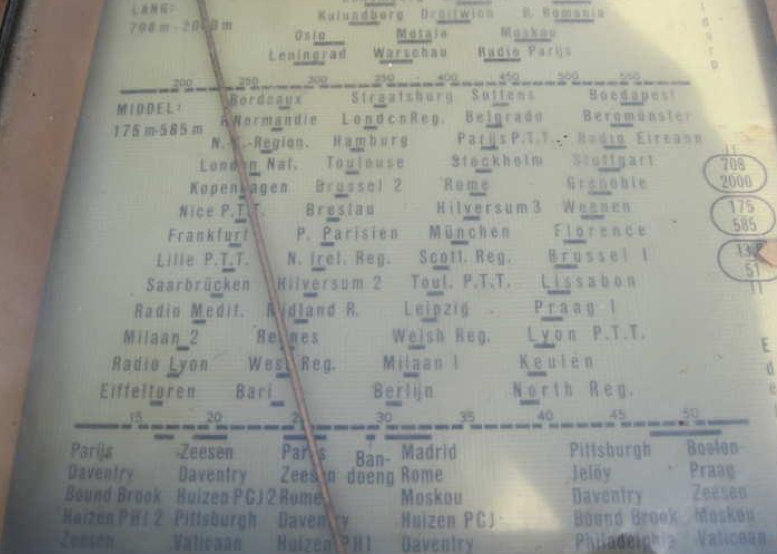 LANG: Kalundborg Droitwich R. Romania
708 m-2000 m Oslo Motala Moskou
Leningrad Warschau Radio Parijs
200 250 300 350 400 450 500 550
MIDDEL: Bordeaux Straatsburg Sottens Boedapest
175 m-585 m Normandie London Reg. Belgrado Beromünster
N.-Region. Hamburg Parijs P.T.T. Radio Eireann
London Nat. Toulouse Stockholm Stuttgart
Kopenhagen Brussel 2 Rome Grenoble
Nice P.T.T. Breslau Hilversum 3 Weenen
Frankfurt P. Parisien München Florence
Lille P.T.T. N. Irel. Reg. Scott. Reg. Brussel 1
Saarbrücken Hilversum 2 Toul. P.T.T. Lissabon
Radio Medit. Midland R. Leipzig Praag 1
Milaan 2 Rennes Welsh Reg. Lyon P.T.T.
Radio Lyon West Reg. Milaan 1 Keulen
Eiffeltoren Bari Berlijn North Reg.
15 20 25 30 35 40 45 50
Parijs Zeesen Parijs Ban- Madrid Pittsburgh Boston
Daventry Daventry Zeesen doeng Rome Jeloy Praag
Bound Brook Huizen PCJ 2 Rome Moskou Daventry Zeesen
Huizen PHI 2 Pittsburgh Daventry Huizen PCJ Bound Brook Moskou
Zeesen Vaticaan Huizen PHI Daventry Philadelphia Vaticaan
708
2000
175
585
51